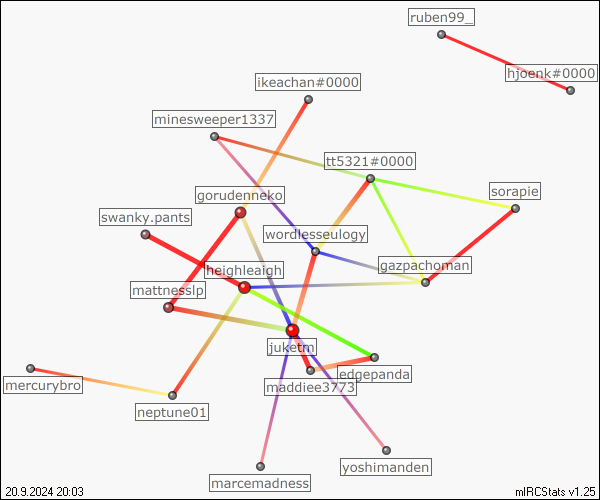 ruben99_
hjoenk#0000
ikeachan#0000
minesweeper1337
tt5321#0000
gorudenneko
sorapie
swanky.pants
wordlesseulogy
heighleaigh
gazpachoman
mattnesslp
juketm
edgepanda
mercurybro
maddiee3773
neptune01
yoshimanden
marcemadness
20.9.2024 20:03
mIRCStats v1.25